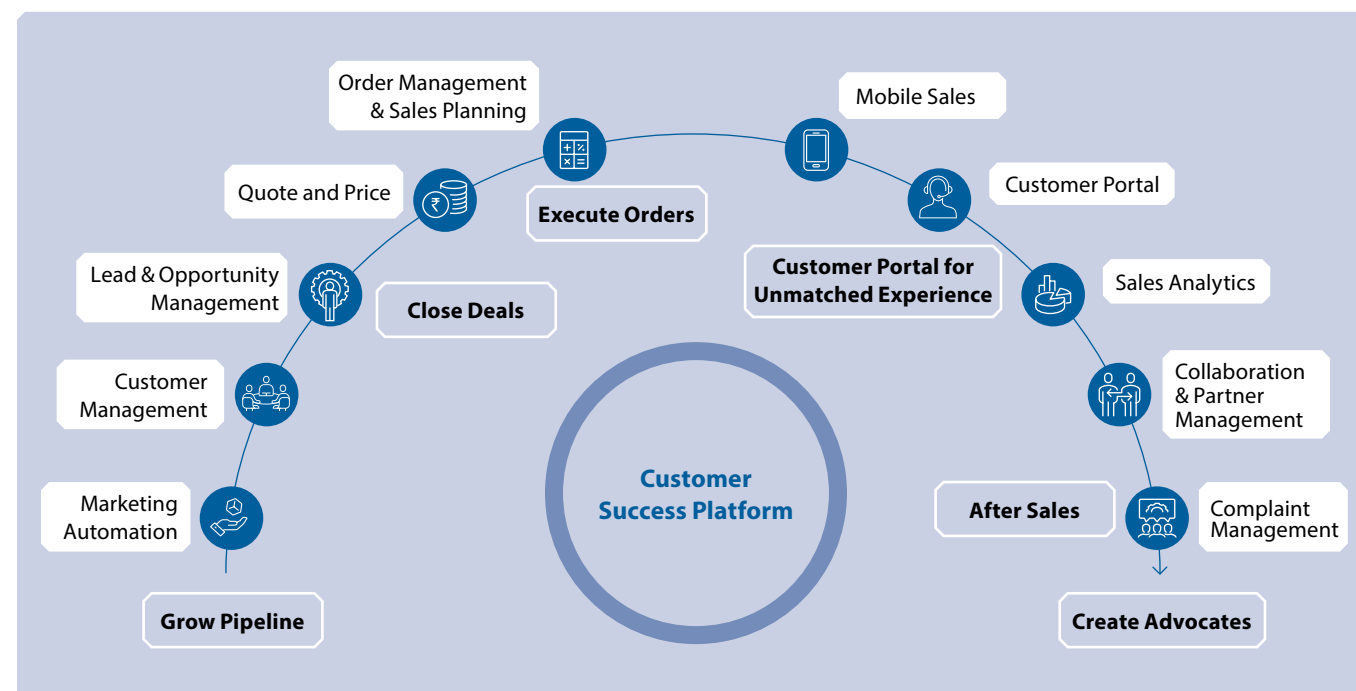 Order Management
& Sales Planning
Mobile Sales
Quote and Price
₹
Customer Portal
Execute Orders
Lead & Opportunity
Management
Close Deals
Customer Portal for
Unmatched Experience
Sales Analytics
Customer
Management
Collaboration
& Partner
Management
Customer
Success Platform
Marketing
Automation
After Sales
Complaint
Management
Grow Pipeline
Create Advocates